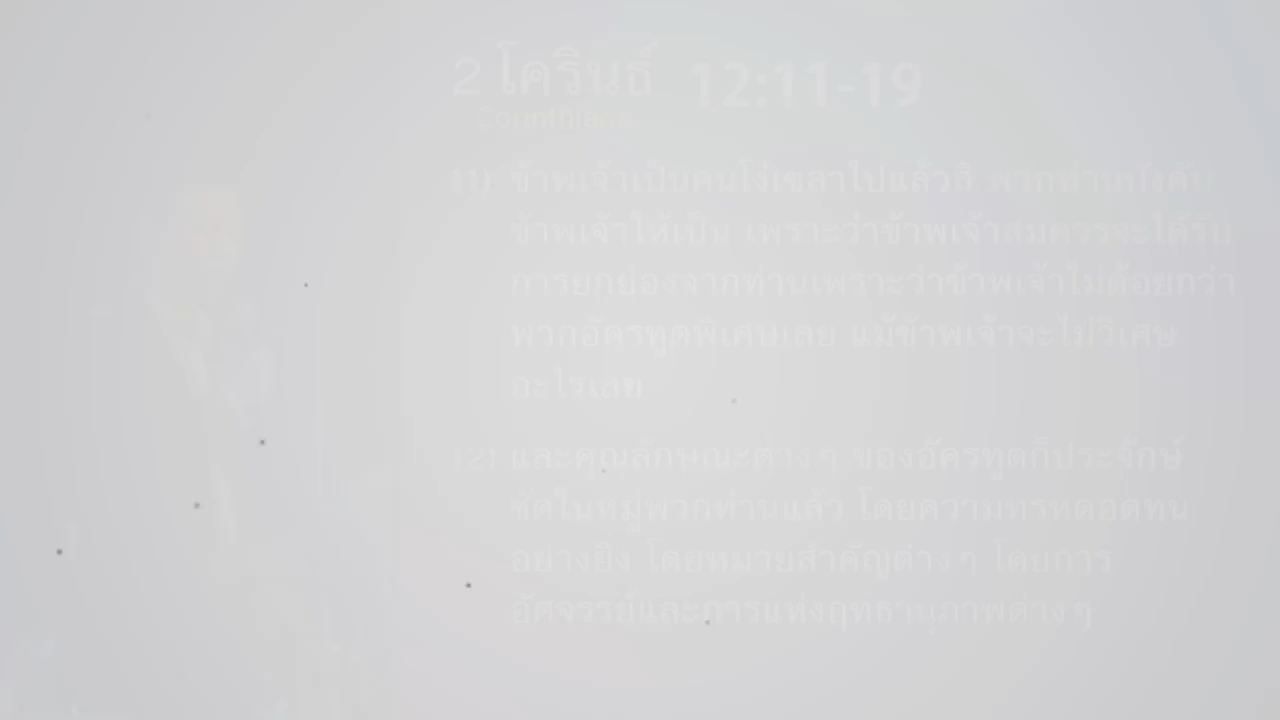 2 โครินธ์ 12:11-19
Corinthians
11) ข้าพเจ้าเป็นคนโง่เขลาไปแล้วสิ พวกท่านบังคับ
ข้าพเจ้าให้เป็น เพราะว่าข้าพเจ้าสมควรจะได้รับ
การยกย่องจากท่านเพราะว่าข้าพเจ้าไม่ด้อยกว่า
พวกอัครทูตพิเศษเลย แม้ข้าพเจ้าจะไม่วิเศษ
อะไรเลย
12) และคุณลักษณะต่างๆ ของอัครทูตก็ประจักษ์
ชัดในหมู่พวกท่านแล้ว โดยความทรหดอดทน
อย่างยิ่ง โดยหมายสำคัญต่างๆ โดยการ
อัศจรรย์และการแห่งฤทธานุภาพต่างๆ